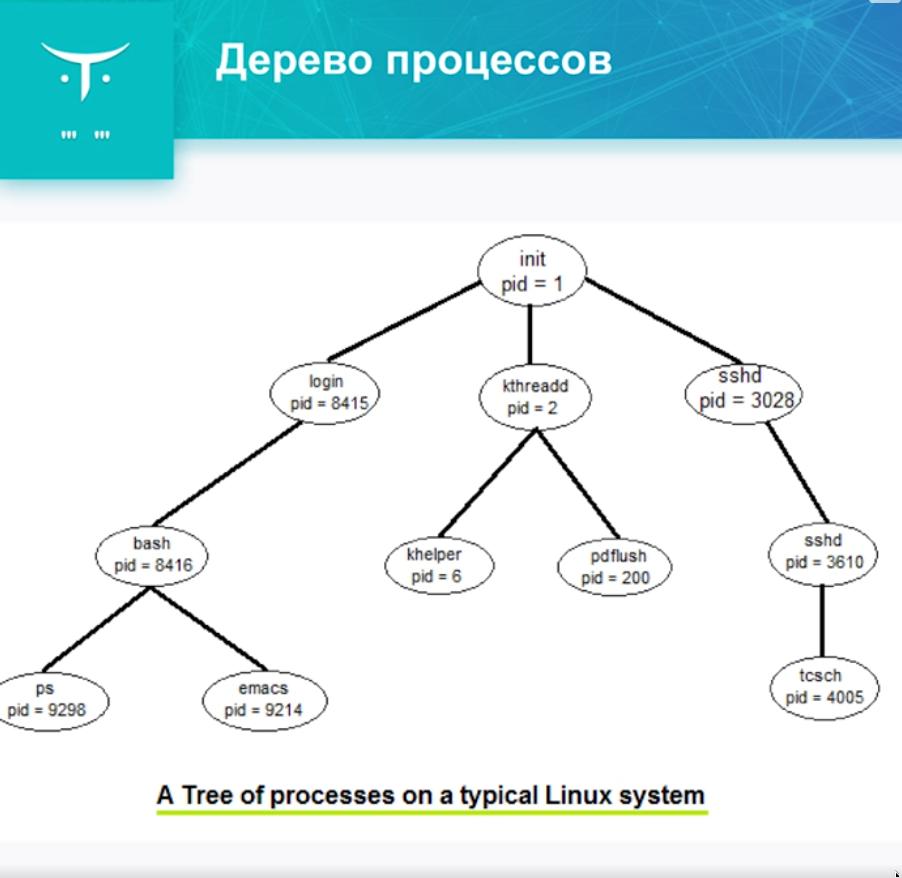 Дерево процессов
init
pid = 1
login
pid = 8415
kthreadd
pid = 2
sshd
pid = 3028
bash
pid = 8416
khelper
pid = 6
pdflush
pid = 200
sshd
pid = 3610
ps
pid = 9298
emacs
pid = 9214
tcsch
pid = 4005
A Tree of processes on a typical Linux system